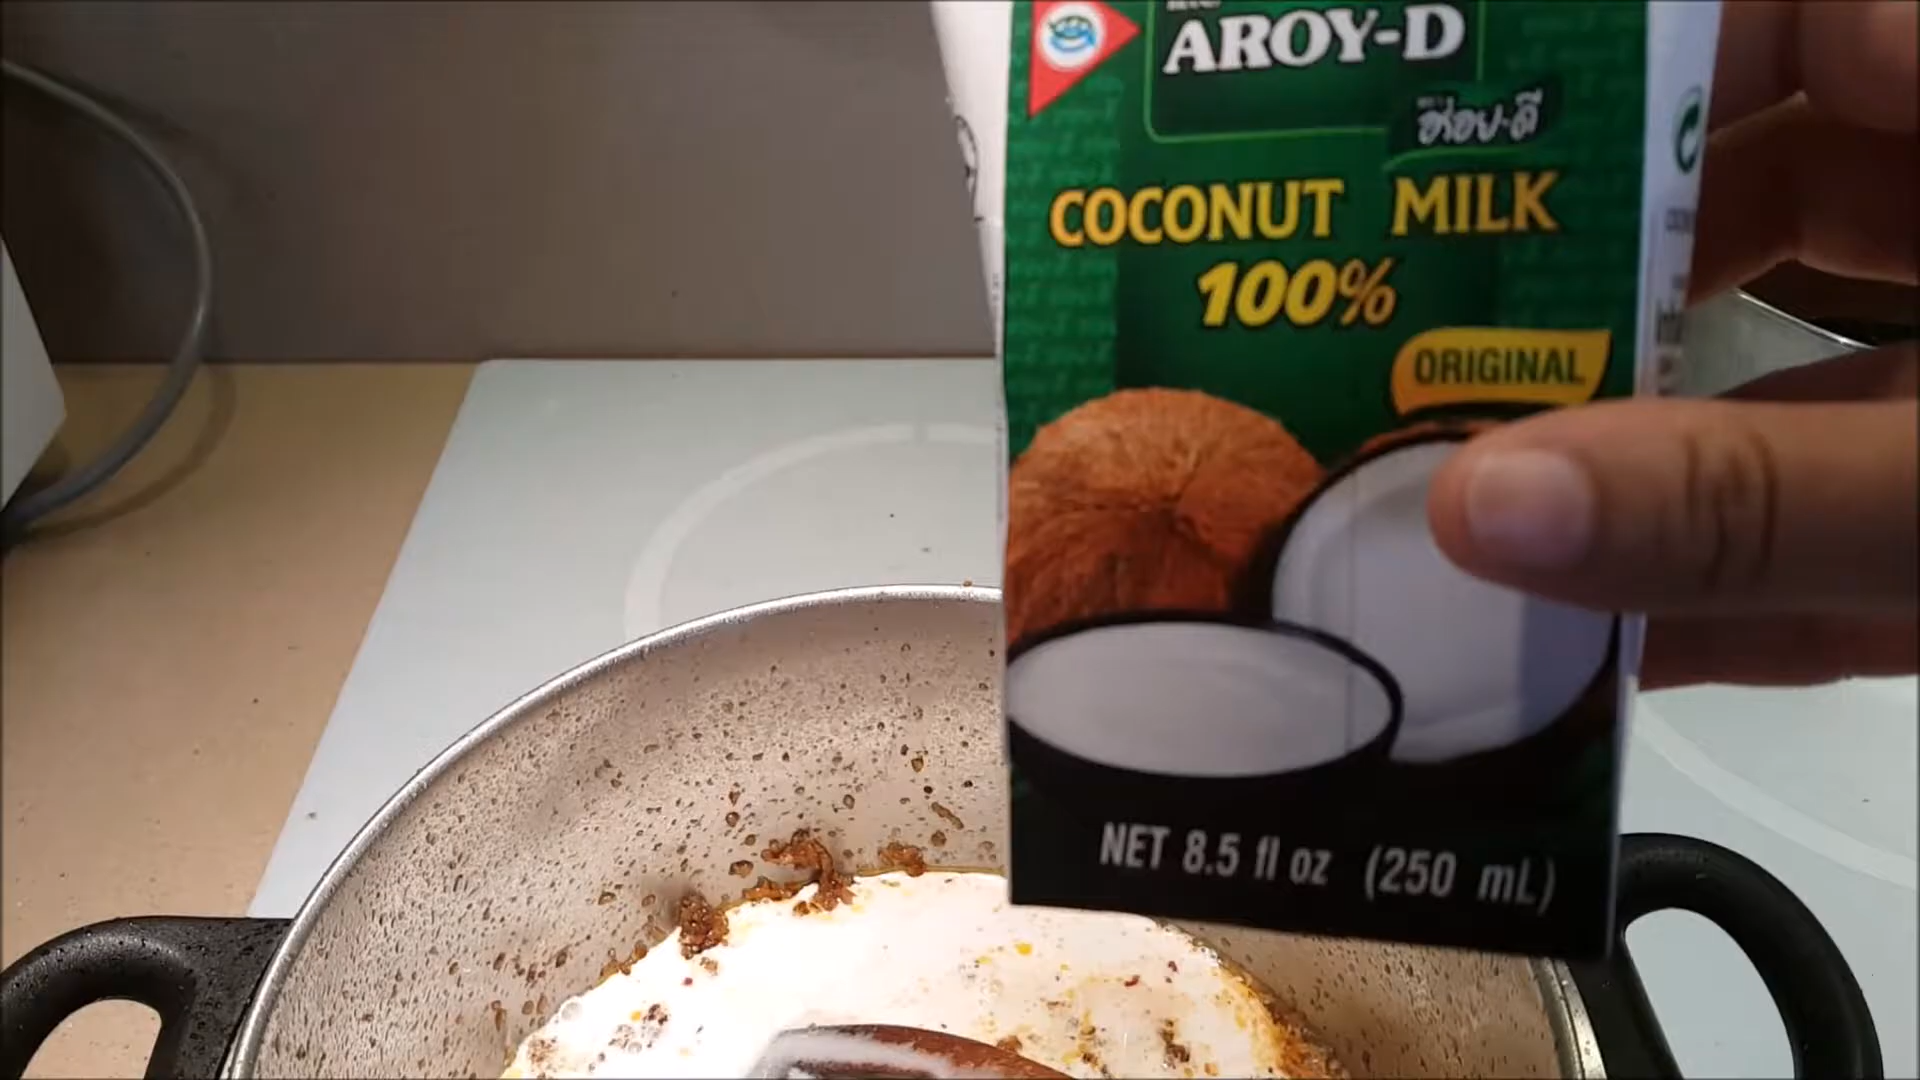 AROY-D
อร่อย-ดี
COCONUT MILK
100%
ORIGINAL
NET 8.5 fl oz (250 mL)